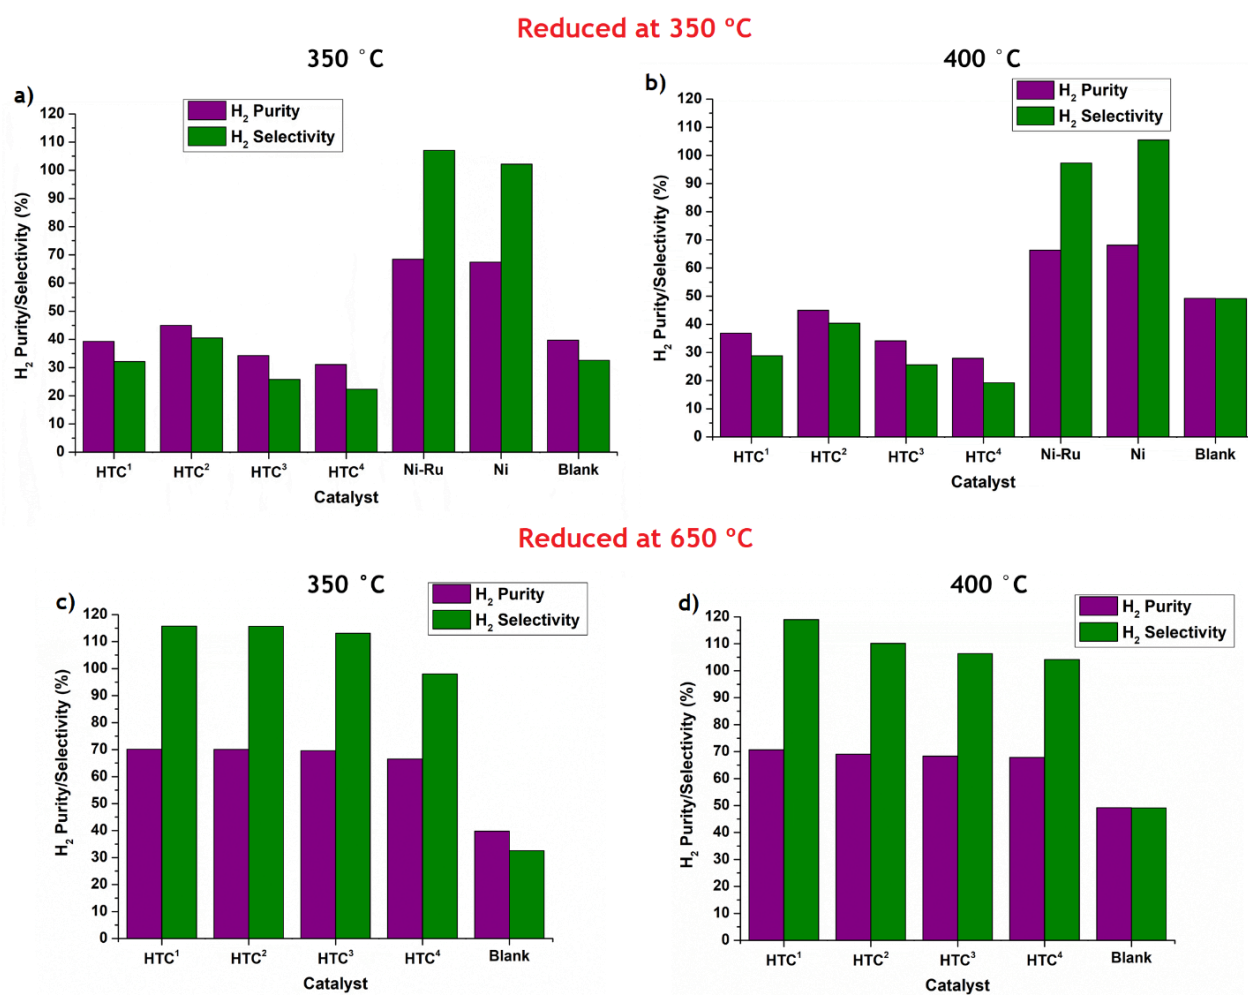 Reduced at 350 °C
350 °C
400 °C
a)
H2 Purity
H2 Selectivity
H2 Purity/Selectivity (%)
120
110
100
90
80
70
60
50
40
30
20
10
0
HTC1 HTC2 HTC3 HTC4 Ni-Ru Ni Blank
Catalyst
b)
H2 Purity
H2 Selectivity
H2 Purity/Selectivity (%)
120
110
100
90
80
70
60
50
40
30
20
10
0
HTC1 HTC2 HTC3 HTC4 Ni-Ru Ni Blank
Catalyst
Reduced at 650 °C
350 °C
400 °C
c)
H2 Purity
H2 Selectivity
H2 Purity/Selectivity (%)
120
110
100
90
80
70
60
50
40
30
20
10
0
HTC1 HTC2 HTC3 HTC4 Blank
Catalyst
d)
H2 Purity
H2 Selectivity
H2 Purity/Selectivity (%)
120
110
100
90
80
70
60
50
40
30
20
10
0
HTC1 HTC2 HTC3 HTC4 Blank
Catalyst